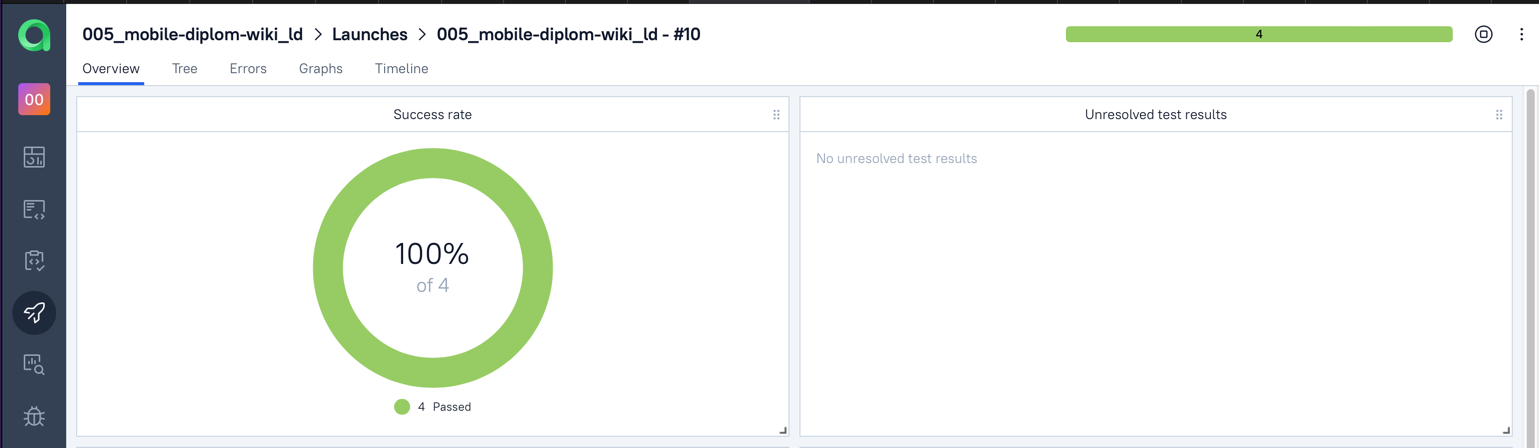 005_mobile-diplom-wiki_ld > Launches > 005_mobile-diplom-wiki_ld - #10
4
Overview Tree Errors Graphs Timeline
00
Success rate
100%
of 4
4 Passed
Unresolved test results
No unresolved test results